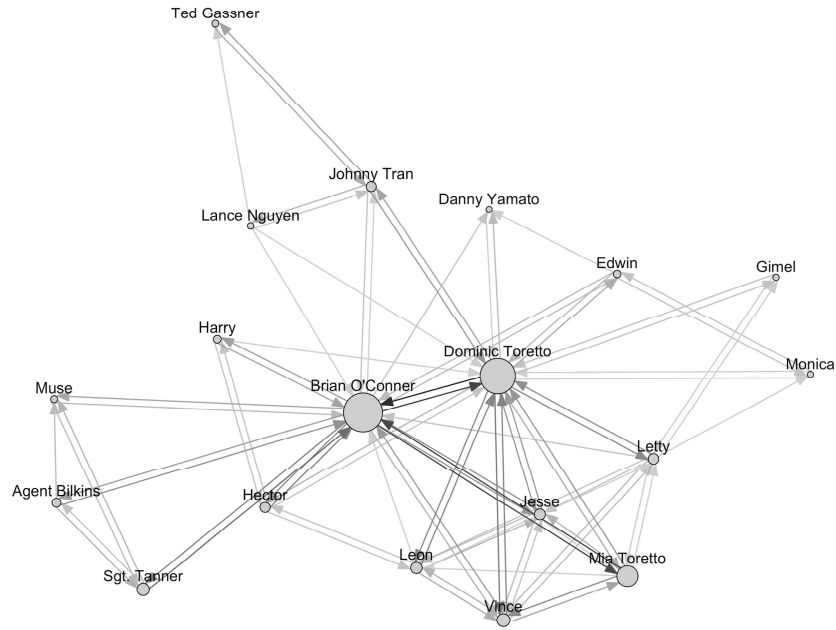 Ted Gassner
Johnny Tran
Danny Yamato
Lance Nguyen
Edwin
Gimel
Harry
Dominic Toretto
Monica
Brian O'Conner
Muse
Letty
Agent Bilkins
Hector
Jesse
Leon
Mia Toretto
Sgt. Tanner
Vince